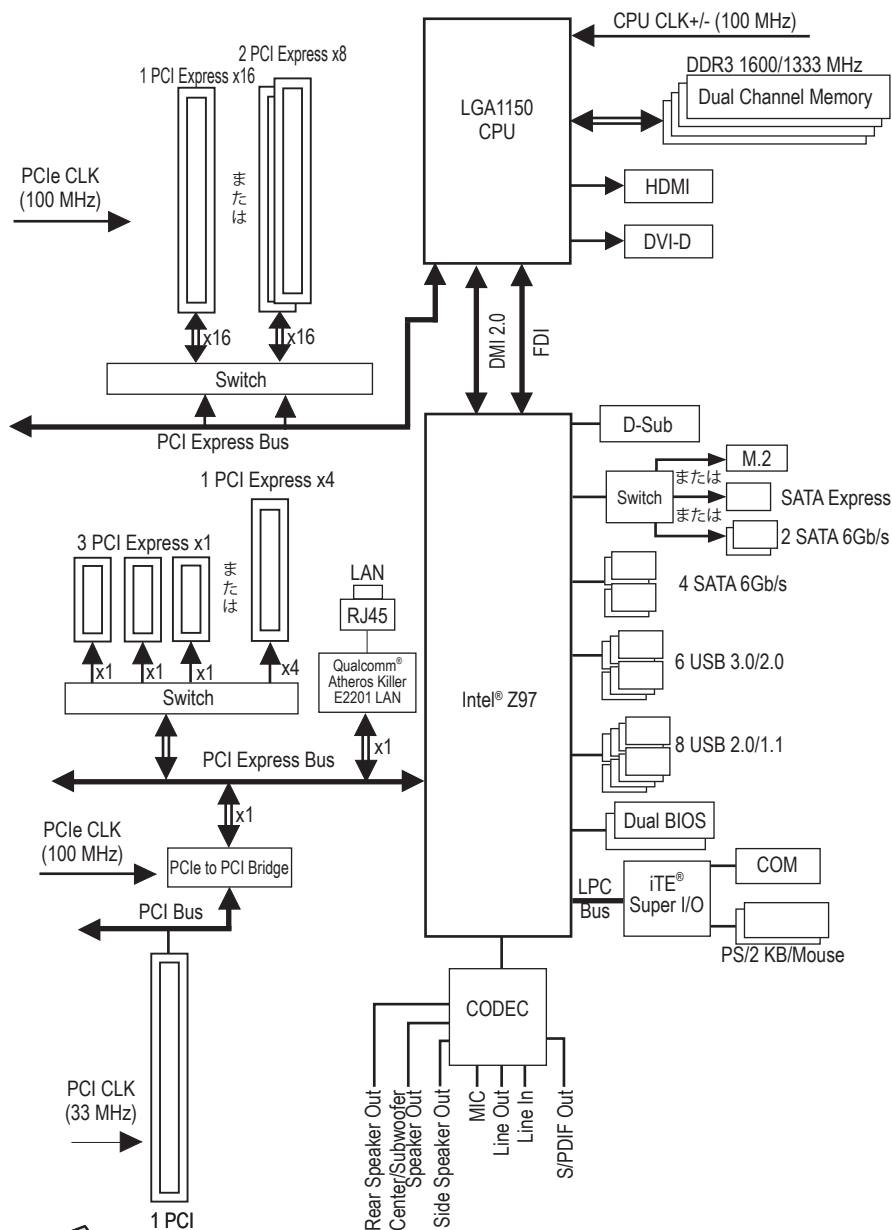 CPU CLK+/- (100 MHz)
2 PCI Express x8
1 PCI Express x16
DDR3 1600/1333 MHz
Dual Channel Memory
LGA1150
CPU
PCIe CLK
(100 MHz)
または
HDMI
DVI-D
x16
x16
DMI 2.0
FDI
Switch
PCI Express Bus
D-Sub
M.2
または
Switch
SATA Express
または
2 SATA 6Gb/s
1 PCI Express x4
3 PCI Express x1
または
LAN
RJ45
4 SATA 6Gb/s
x1
x1
x1
x4
Qualcomm®
Atheros Killer
E2201 LAN
6 USB 3.0/2.0
Switch
Intel® Z97
x1
8 USB 2.0/1.1
PCI Express Bus
x1
Dual BIOS
PCIe CLK
(100 MHz)
PCIe to PCI Bridge
LPC
Bus
iTE®
Super I/O
COM
PCI Bus
PS/2 KB/Mouse
CODEC
PCI CLK
(33 MHz)
Rear Speaker Out
Center/Subwoofer
Speaker Out
Side Speaker Out
MIC
Line Out
Line In
S/PDIF Out
1 PCI